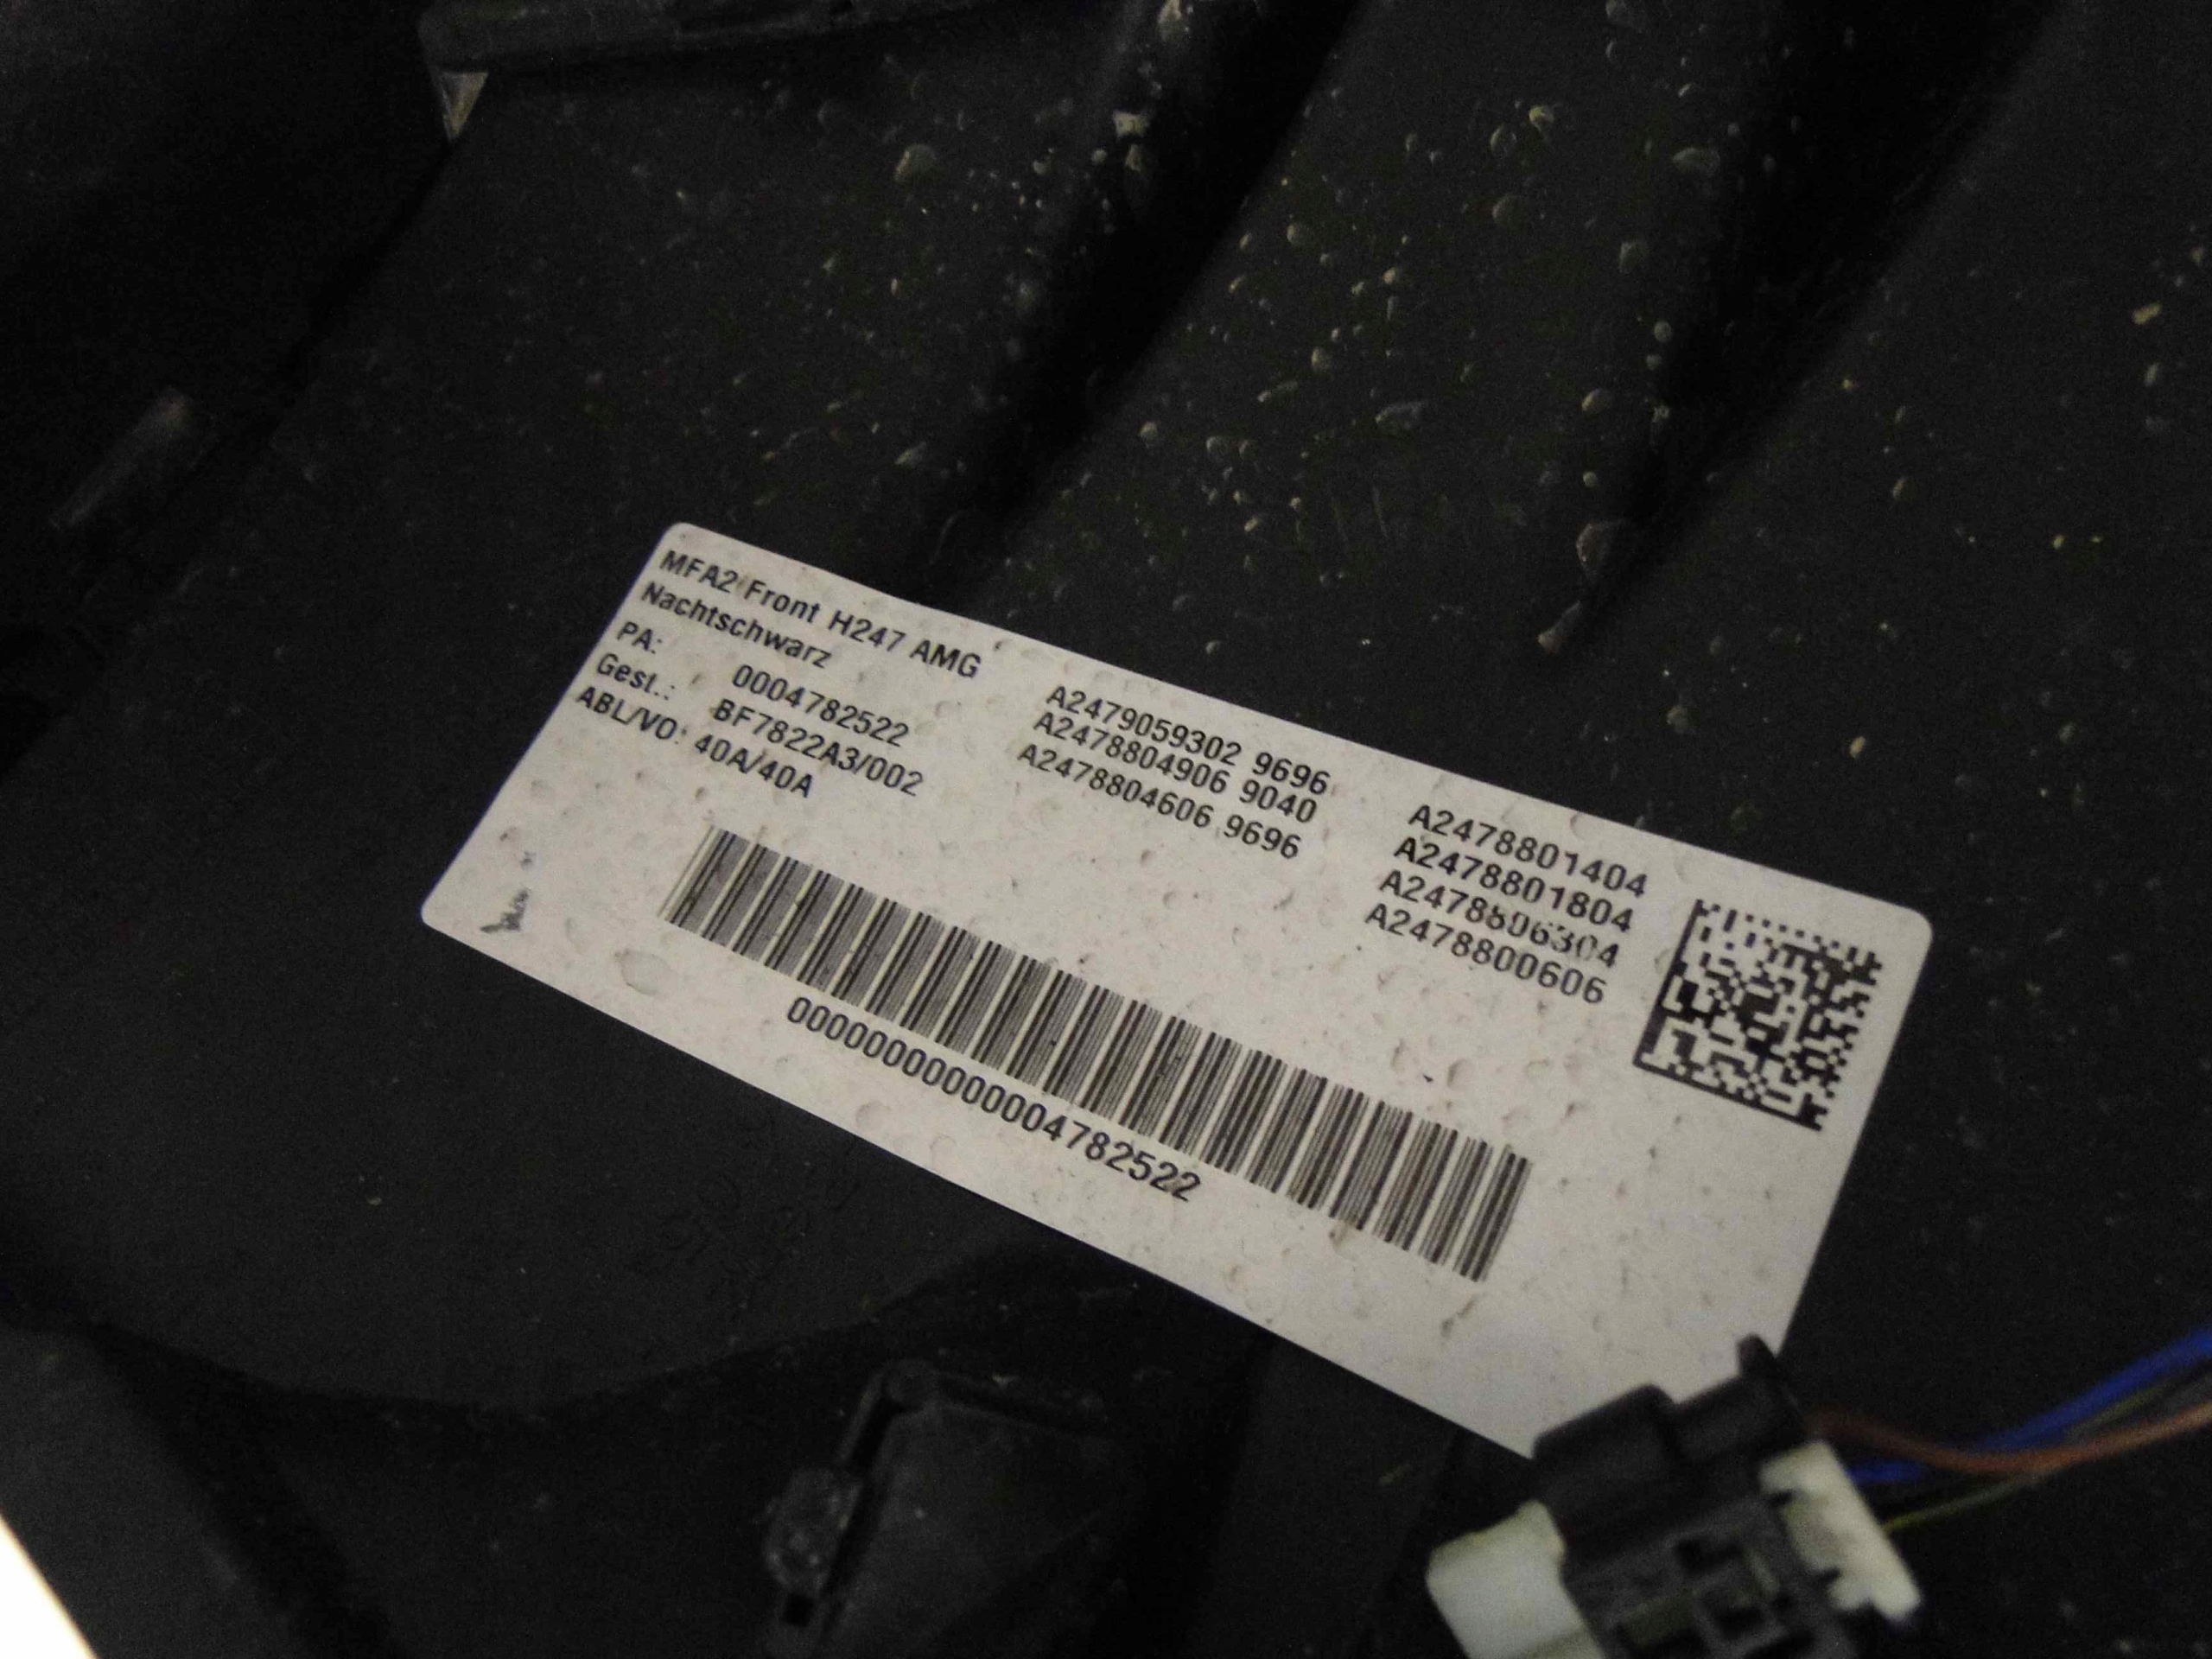 MFA2 Front H247 AMG
Nachtschwarz
PA: 0004782522
Gest.: BF7822A3/002
ABL/VO: 40A/40A
A2479059302 9696
A2478804906 9040
A2478804606 9696
A2478801404
A2478801804
A2478806304
A2478800606
000000000004782522